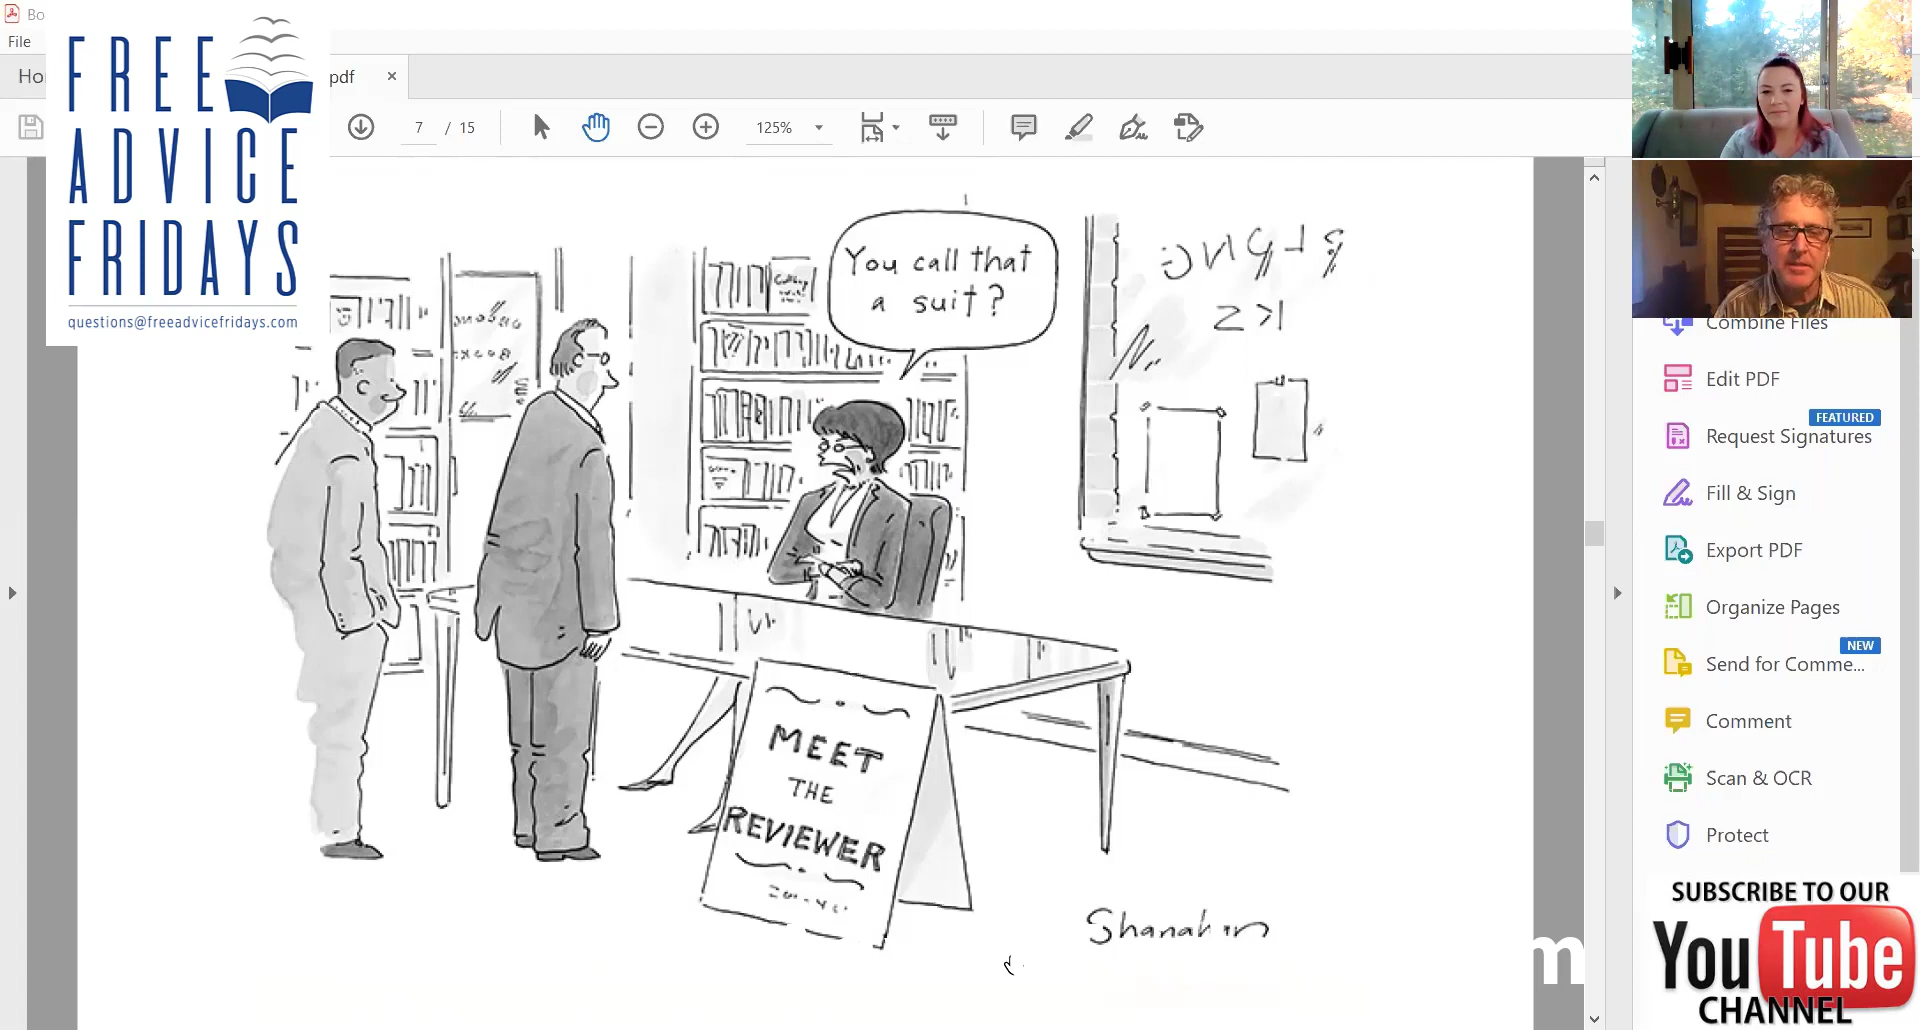 Bo
File
FREE
ADVICE
FRIDAYS
questions@freeadvicefridays.com
Ho
pdf
7 / 15
125%
You call that
a suit?
MEET
THE
REVIEWER
Shanahan
Combine Files
Edit PDF
FEATURED
Request Signatures
Fill & Sign
Export PDF
Organize Pages
NEW
Send for Comme...
Comment
Scan & OCR
Protect
m
SUBSCRIBE TO OUR
YouTube
CHANNEL